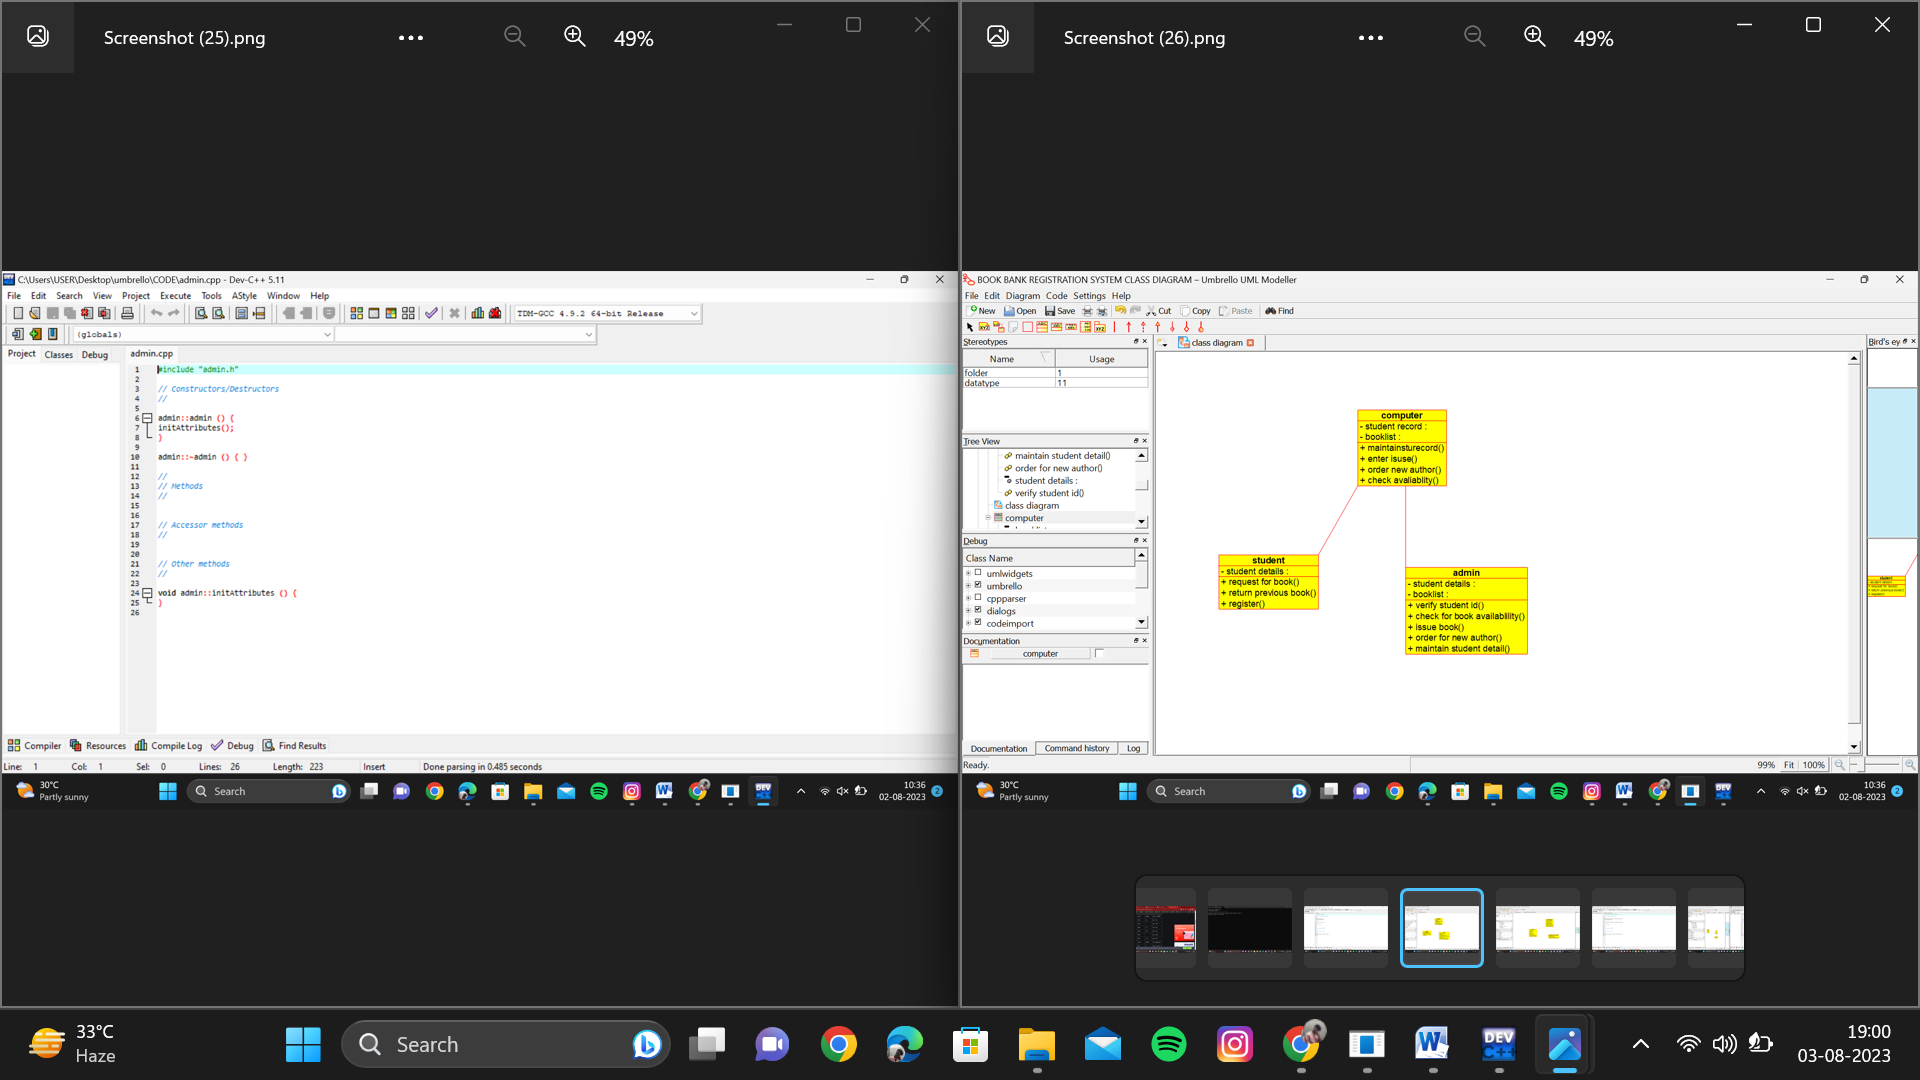 Screenshot (25).png
49%
C:\Users\USER\Desktop\umbrello\CODE\admin.cpp - Dev-C++ 5.11
File Edit Search View Project Execute Tools AStyle Window Help
TDM-GCC 4.9.2 64-bit Release
(globals)
Project Classes Debug
admin.cpp
1 #include "admin.h"
2
3 // Constructors/Destructors
4 //
5
6 admin::admin () {
7 initAttributes();
8 }
9
10 admin::~admin () { }
11
12 //
13 // Methods
14 //
15
16
17 // Accessor methods
18 //
19
20
21 // Other methods
22 //
23
24 void admin::initAttributes () {
25 }
26
Compiler Resources Compile Log Debug Find Results
Line: 1 Col: 1 Sel: 0 Lines: 26 Length: 223 Insert Done parsing in 0.485 seconds
30°C
Partly sunny
Search
DEV
C++
10:36
02-08-2023
2
Screenshot (26).png
49%
BOOK BANK REGISTRATION SYSTEM CLASS DIAGRAM – Umbrello UML Modeller
File Edit Diagram Code Settings Help
New Open Save Cut Copy Paste Find
Stereotypes
Name Usage
folder 1
datatype 11
Tree View
maintain student detail()
order for new author()
student details :
verify student id()
class diagram
computer
Debug
Class Name
umlwidgets
umbrello
cppparser
dialogs
codeimport
Documentation
computer
Documentation Command history Log
Ready.
class diagram
Bird's ey
computer
- student record :
- booklist :
+ maintainsturecord()
+ enter isuse()
+ order new author()
+ check avaliablity()
student
- student details :
+ request for book()
+ return previous book()
+ register()
admin
- student details :
- booklist :
+ verify student id()
+ check for book availablility()
+ issue book()
+ order for new author()
+ maintain student detail()
99% Fit 100%
30°C
Partly sunny
Search
DEV
C++
10:36
02-08-2023
2
33°C
Haze
Search
DEV
C++
19:00
03-08-2023